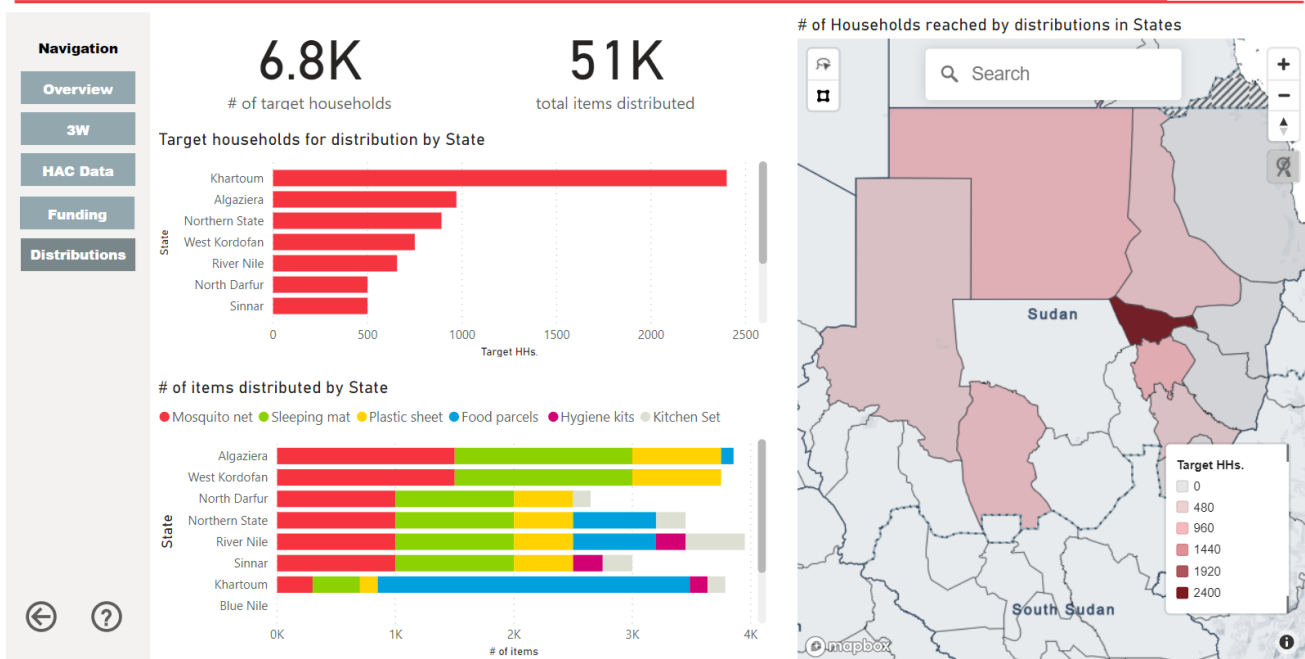 Navigation
Overview
3W
HAC Data
Funding
Distributions
6.8K
# of target households
51K
total items distributed
Target households for distribution by State
State
Khartoum
Algaziera
Northern State
West Kordofan
River Nile
North Darfur
Sinnar
0 500 1000 1500 2000 2500
Target HHs.
# of items distributed by State
Mosquito net Sleeping mat Plastic sheet Food parcels Hygiene kits Kitchen Set
State
Algaziera
West Kordofan
North Darfur
Northern State
River Nile
Sinnar
Khartoum
Blue Nile
0K 1K 2K 3K 4K
# of items
# of Households reached by distributions in States
Search
Sudan
South Sudan
Target HHs.
0
480
960
1440
1920
2400
mapbox